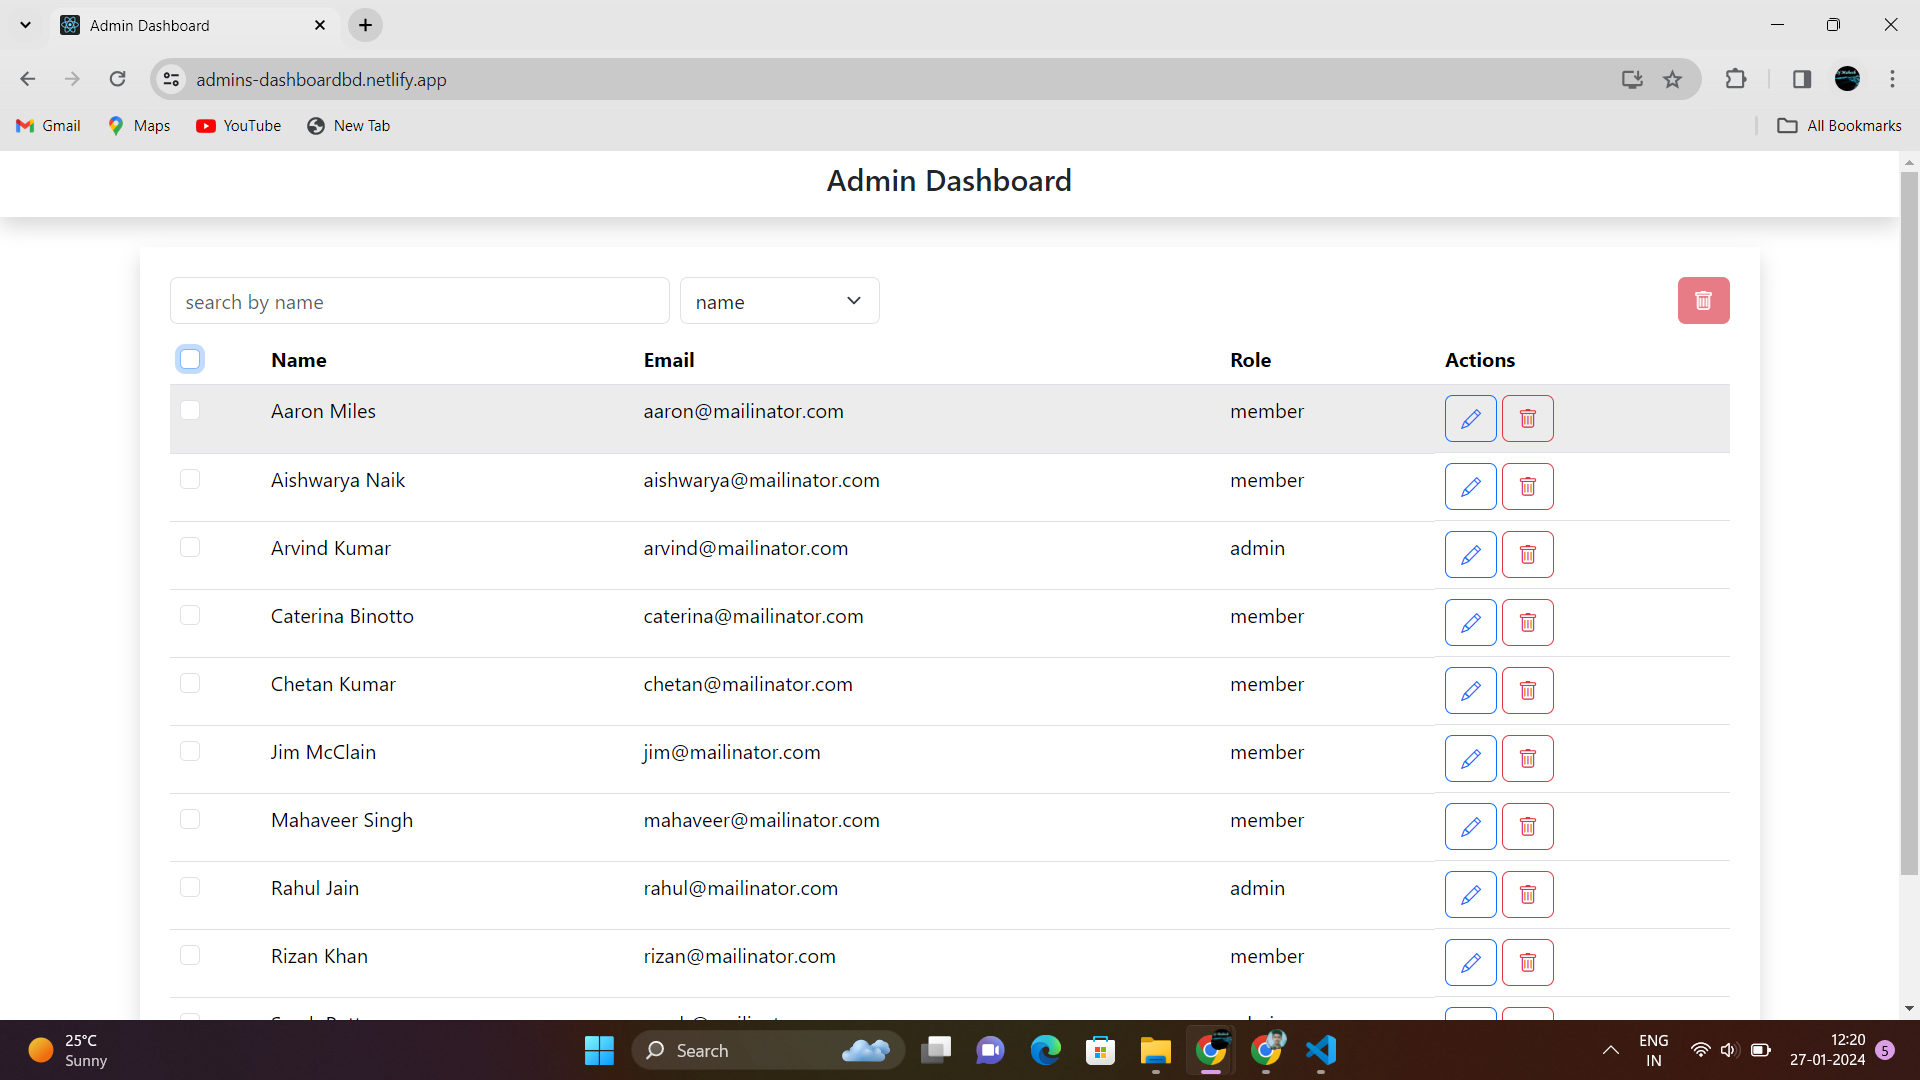 Admin Dashboard
admins-dashboardbd.netlify.app
Gmail Maps YouTube New Tab All Bookmarks
Admin Dashboard
search by name name
Name Email Role Actions
Aaron Miles aaron@mailinator.com member
Aishwarya Naik aishwarya@mailinator.com member
Arvind Kumar arvind@mailinator.com admin
Caterina Binotto caterina@mailinator.com member
Chetan Kumar chetan@mailinator.com member
Jim McClain jim@mailinator.com member
Mahaveer Singh mahaveer@mailinator.com member
Rahul Jain rahul@mailinator.com admin
Rizan Khan rizan@mailinator.com member
25°C
Sunny
Search
ENG
IN
12:20
27-01-2024
5